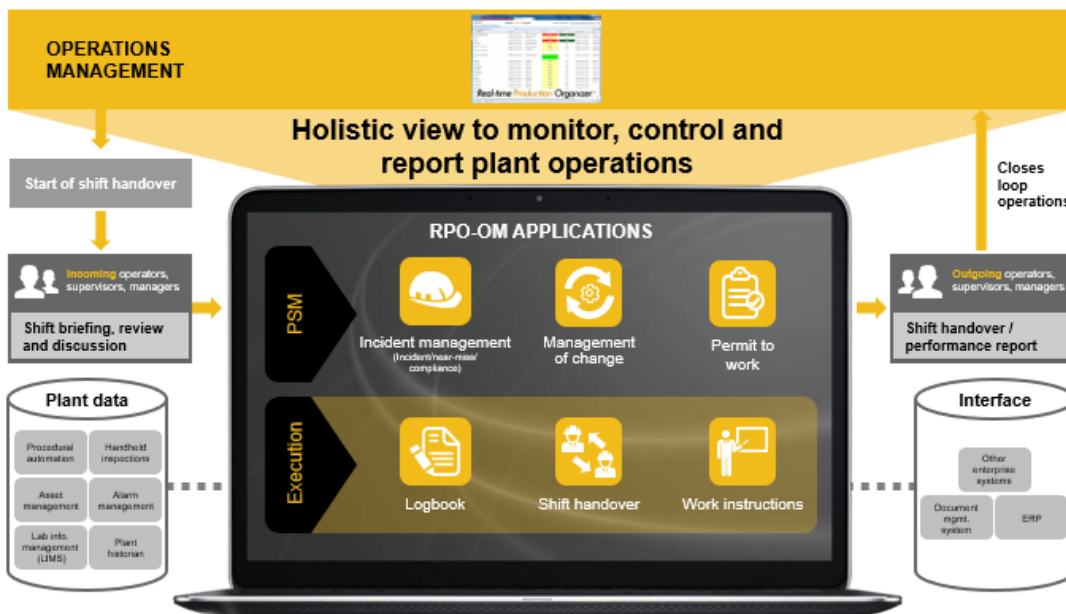 OPERATIONS
MANAGEMENT
Real-time Production Organizer
Holistic view to monitor, control and
report plant operations
Start of shift handover
Closes
loop
operations
Incoming operators,
supervisors, managers
Shift briefing, review
and discussion
RPO-OM APPLICATIONS
PSM
Incident management
(Incident/near-miss/
compliance)
Management
of change
Permit to
work
Execution
Logbook
Shift handover
Work instructions
Outgoing operators,
supervisors, managers
Shift handover /
performance report
Plant data
Procedural
automation
Handheld
inspections
Asset
management
Alarm
management
Lab info.
management
(LIMS)
Plant
historian
Interface
Other
enterprise
systems
Document
mgmt.
system
ERP